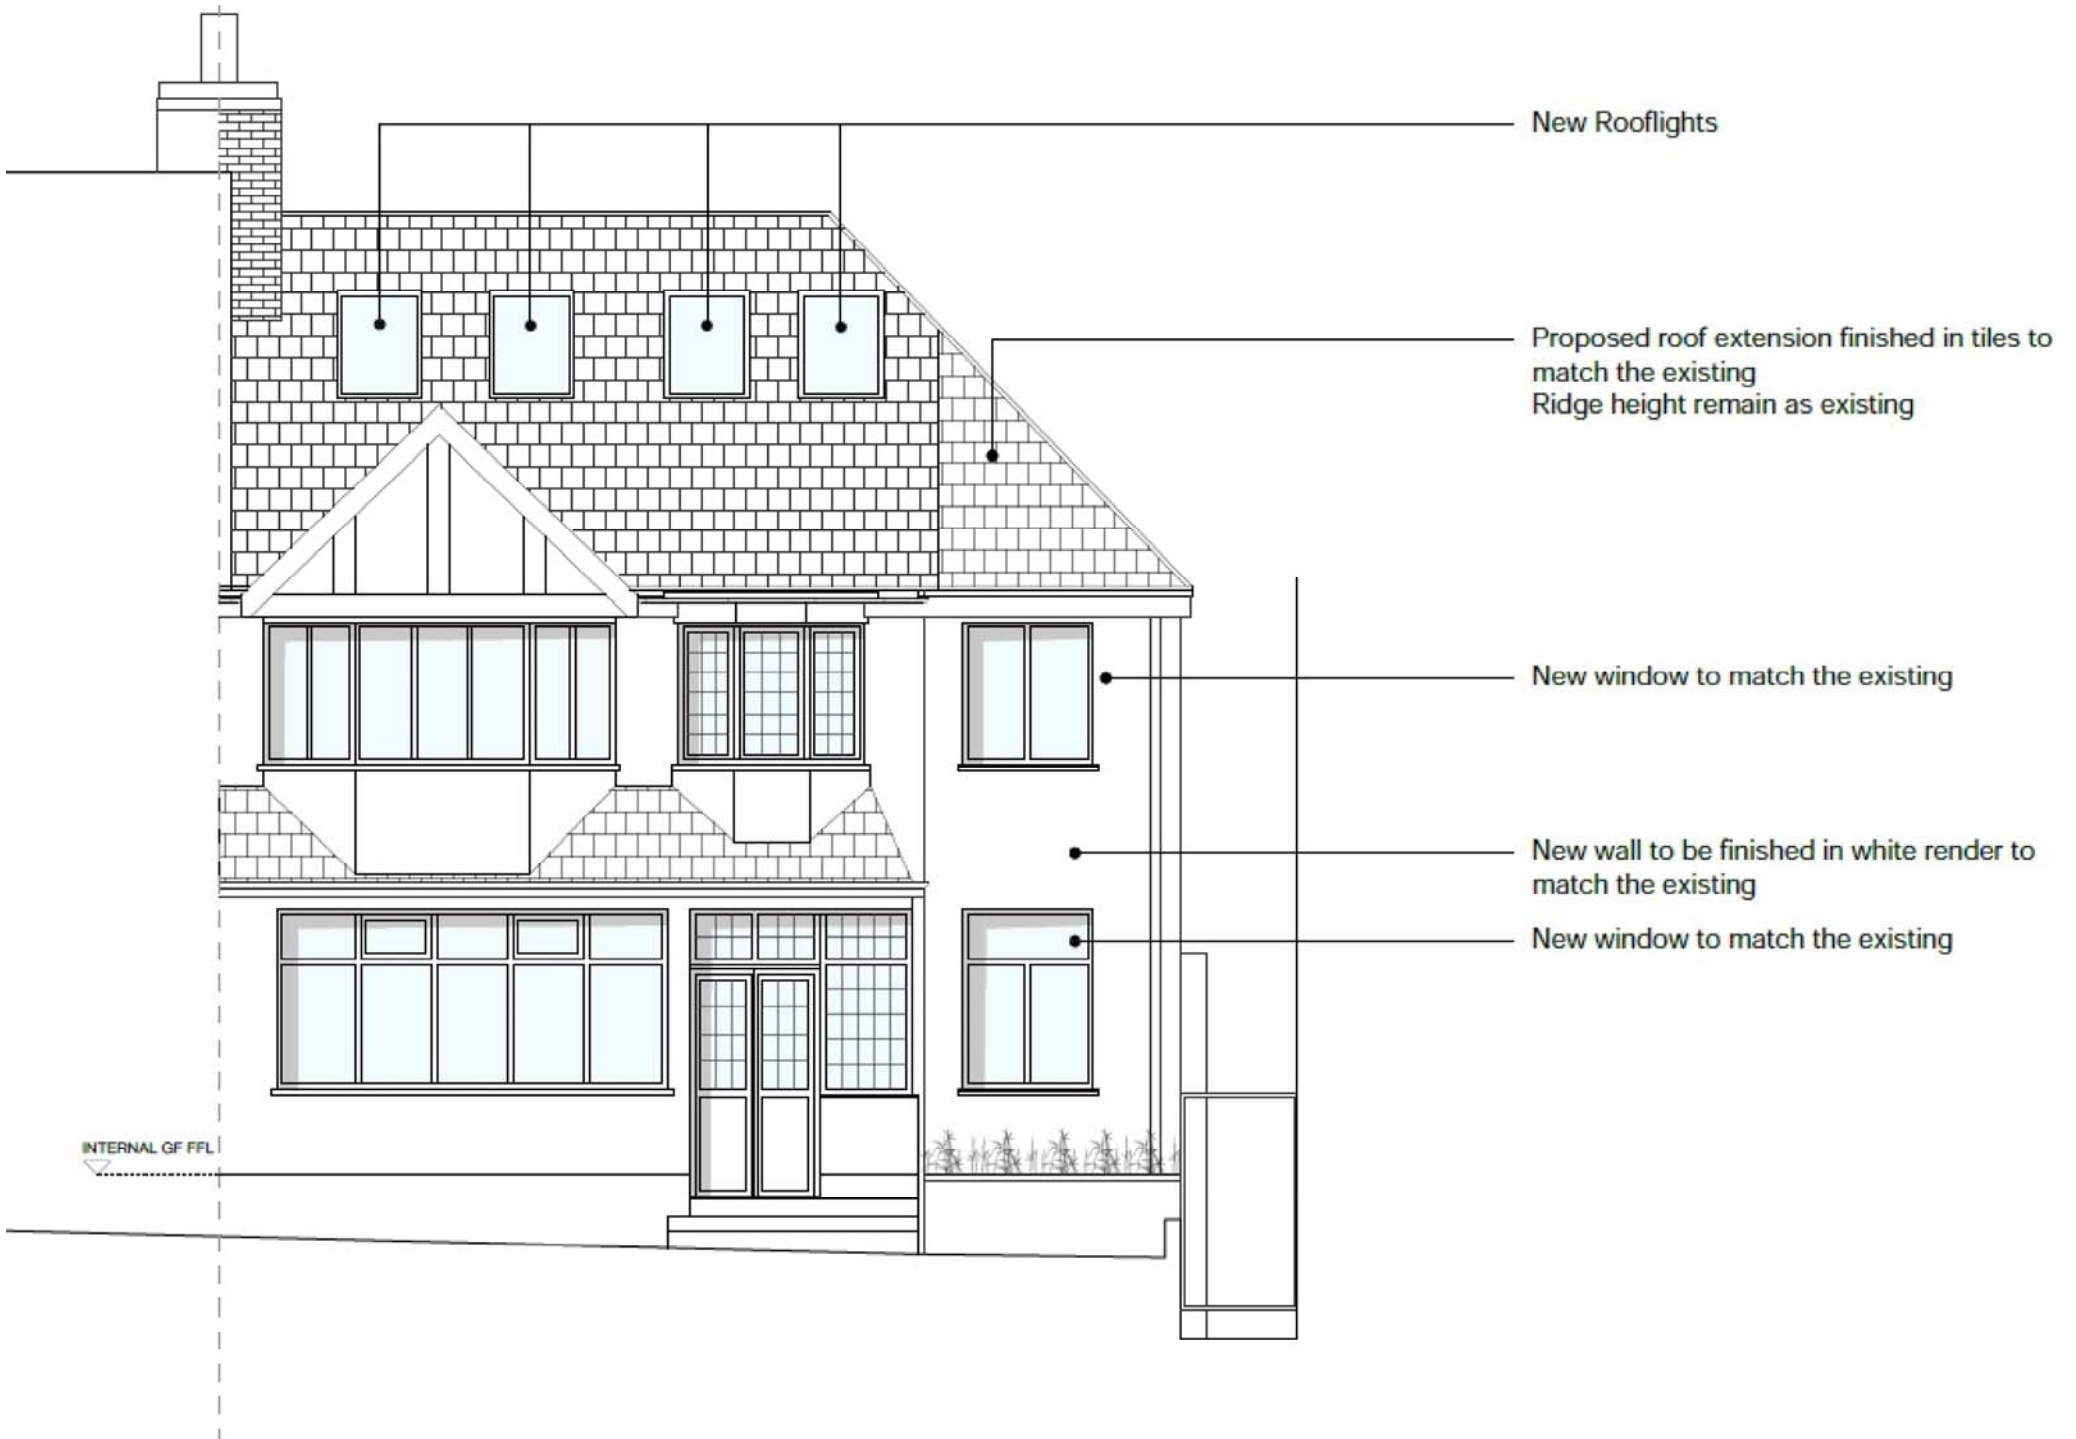 New Rooflights
Proposed roof extension finished in tiles to
match the existing
Ridge height remain as existing
New window to match the existing
New wall to be finished in white render to
match the existing
New window to match the existing
INTERNAL GF FFL